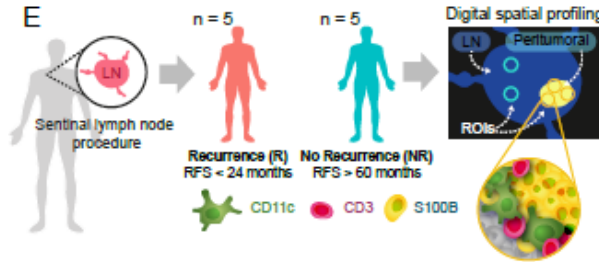 E
n = 5
n = 5
Digital spatial profiling
LN
LN
Peritumoral
ROIs
Sentinal lymph node
procedure
Recurrence (R)
RFS < 24 months
No Recurrence (NR)
RFS > 60 months
CD11c
CD3
S100B